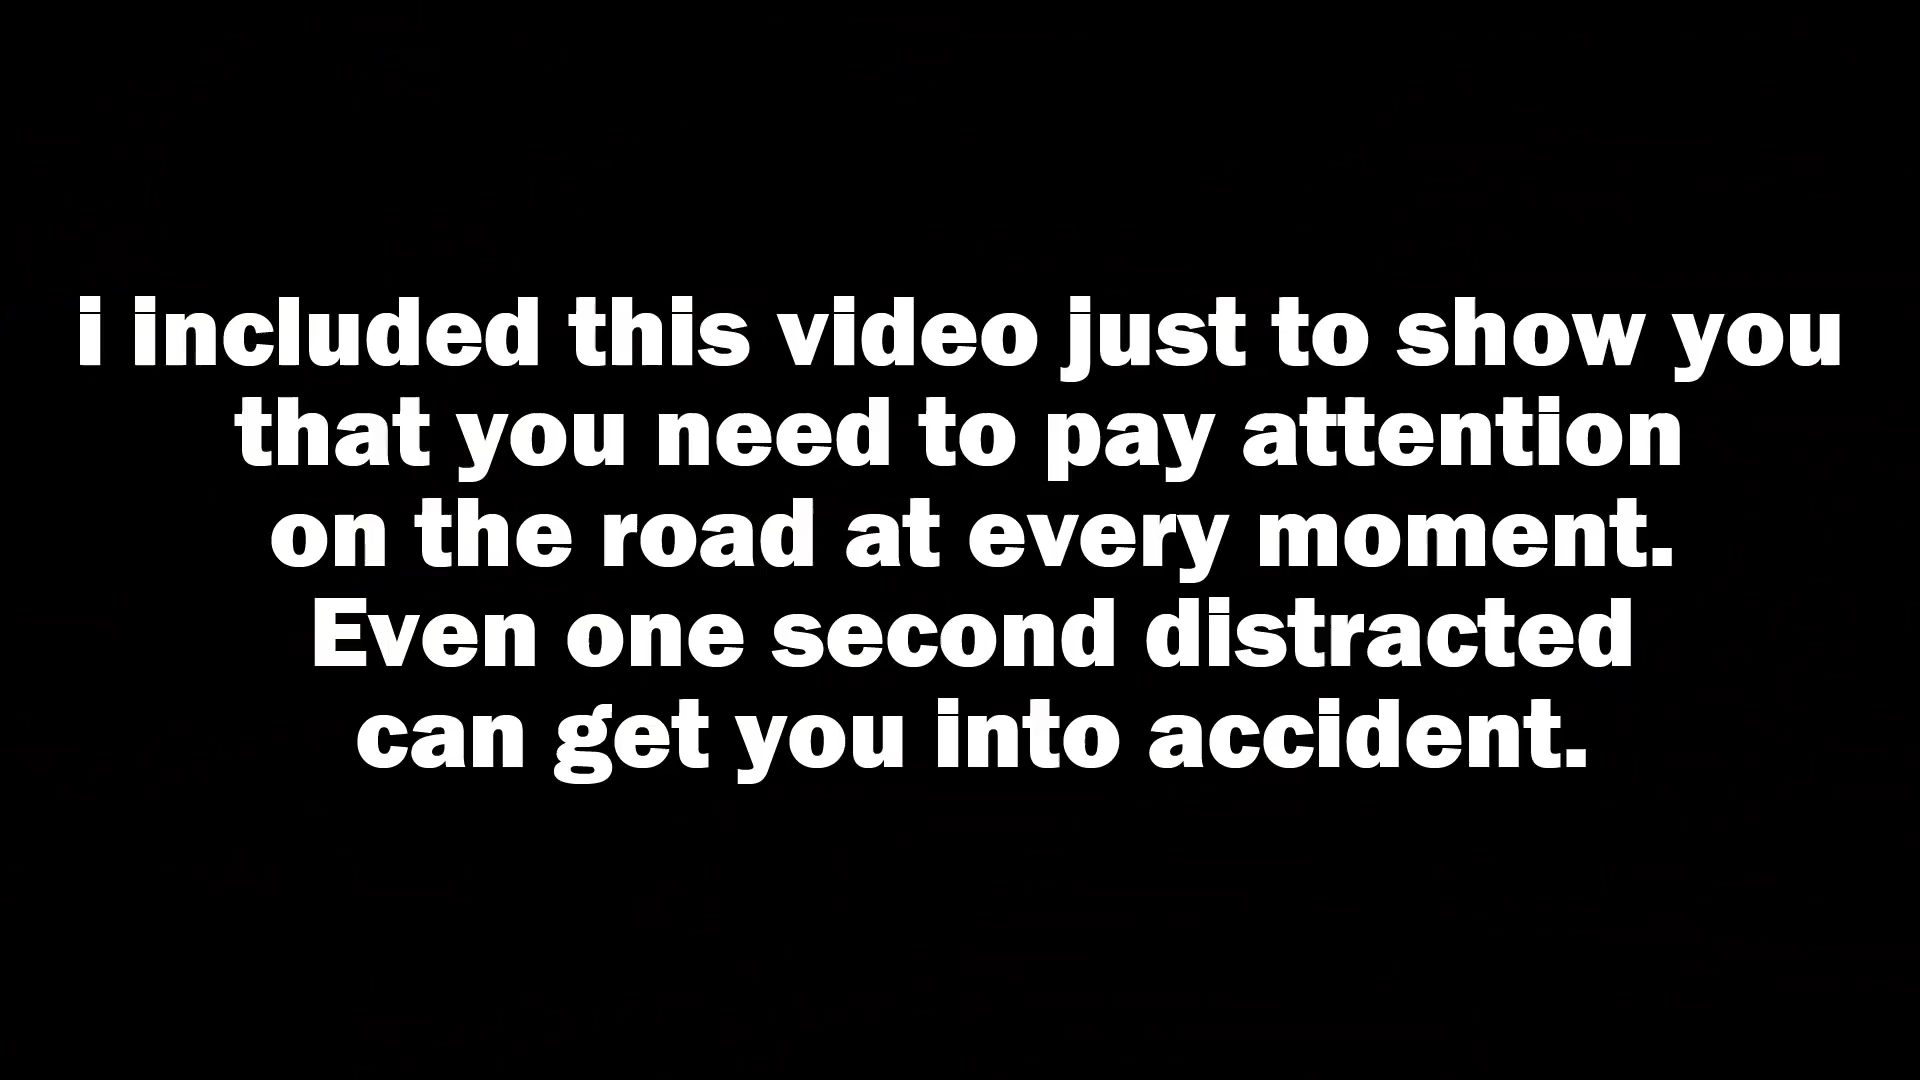 i included this video just to show you
that you need to pay attention
on the road at every moment.
Even one second distracted
can get you into accident.